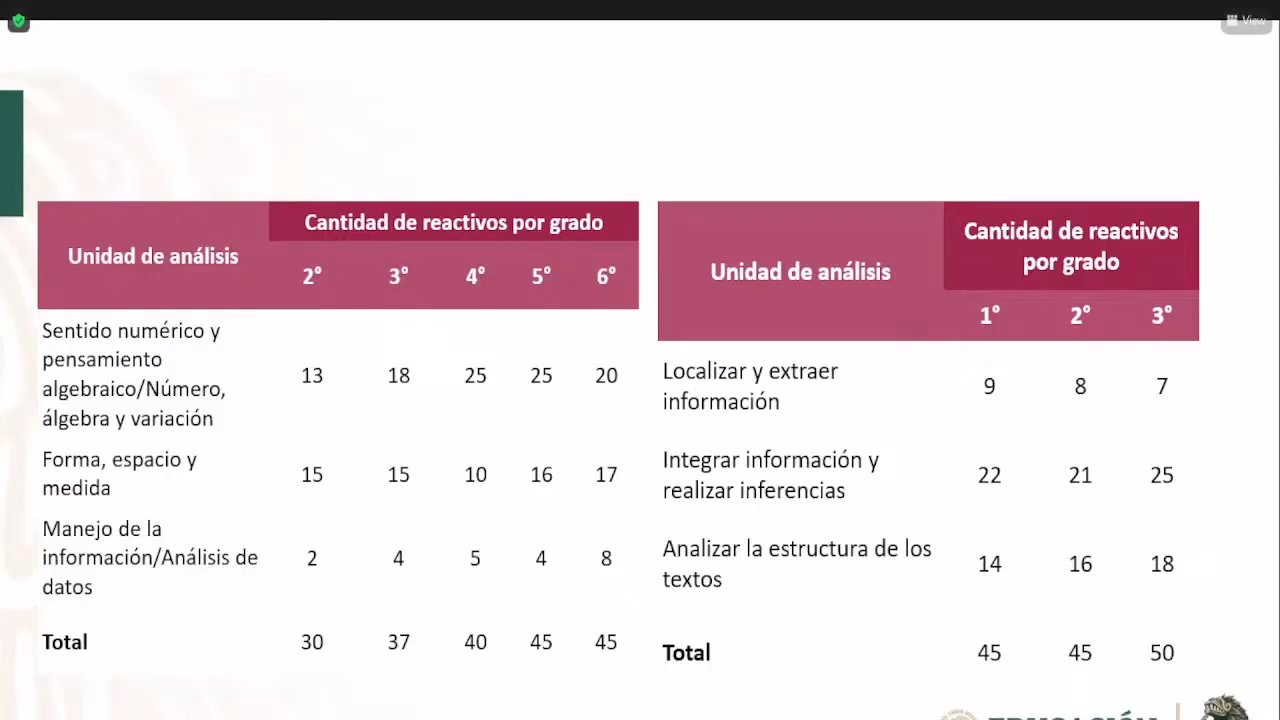 View
Unidad de análisis
Cantidad de reactivos por grado
2° 3° 4° 5° 6°
Sentido numérico y
pensamiento
algebraico/Número,
álgebra y variación
13 18 25 25 20
Forma, espacio y
medida
15 15 10 16 17
Manejo de la
información/Análisis de
datos
2 4 5 4 8
Total 30 37 40 45 45
Unidad de análisis
Cantidad de reactivos
por grado
1° 2° 3°
Localizar y extraer
información
9 8 7
Integrar información y
realizar inferencias
22 21 25
Analizar la estructura de los
textos
14 16 18
Total 45 45 50
EDUCACIÓN